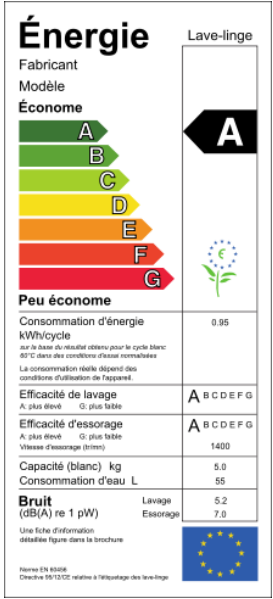 Énergie
Lave-linge
Fabricant
Modèle
Économe
A
A
B
C
D
E
F
G
Peu économe
Consommation d'énergie
kWh/cycle
0.95
sur la base du résultat obtenu pour le cycle blanc
60°C dans des conditions d'essai normalisées
La consommation réelle dépend des
conditions d'utilisation de l'appareil.
Efficacité de lavage
A B C D E F G
A: plus élevé G: plus faible
Efficacité d'essorage
A B C D E F G
A: plus élevé G: plus faible
Vitesse d'essorage (tr/mn)
1400
Capacité (blanc) kg
5.0
Consommation d'eau L
55
Bruit
Lavage
5.2
(dB(A) re 1 pW)
Essorage
7.0
Une fiche d'information
détaillée figure dans la brochure
Norme EN 60456
Directive 95/12/CE relative à l'étiquetage des lave-linge